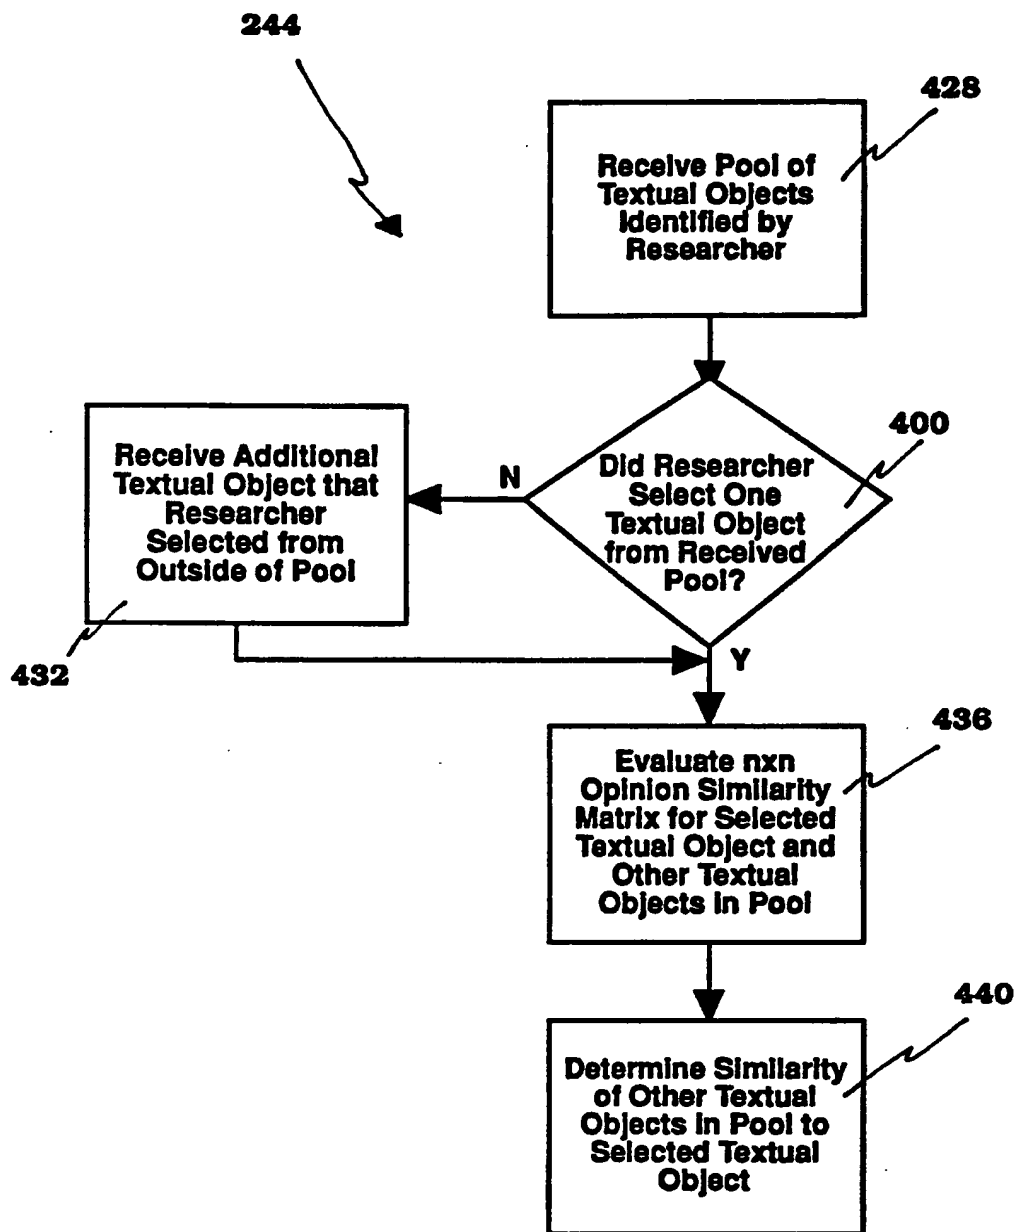 244
428
Receive Pool of
Textual Objects
Identified by
Researcher
400
Did Researcher
Select One
Textual Object
from Received
Pool?
N
Receive Additional
Textual Object that
Researcher
Selected from
Outside of Pool
432
Y
436
Evaluate nxn
Opinion Similarity
Matrix for Selected
Textual Object and
Other Textual
Objects in Pool
440
Determine Similarity
of Other Textual
Objects in Pool to
Selected Textual
Object